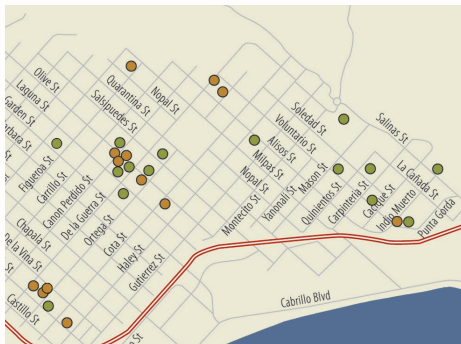 Olive St
Laguna St
Garden St
arbara St
Quarantina St
Salsipuedes St
Nopal St
Figueroa St
Carrillo St
Canon Perdido St
De la Guerra St
Ortega St
Cota St
Haley St
Gutierrez St
Chapala St
De la Vina St
St
Castillo St
Soledad St
Voluntario St
Alisos St
Milpas St
Nopal St
Montecito St
Yanonali St
Mason St
Quinientos St
Carpinteria St
Cacique St
Indio Muerto
Salinas St
La Cañada St
Punta Gorda
Cabrillo Blvd